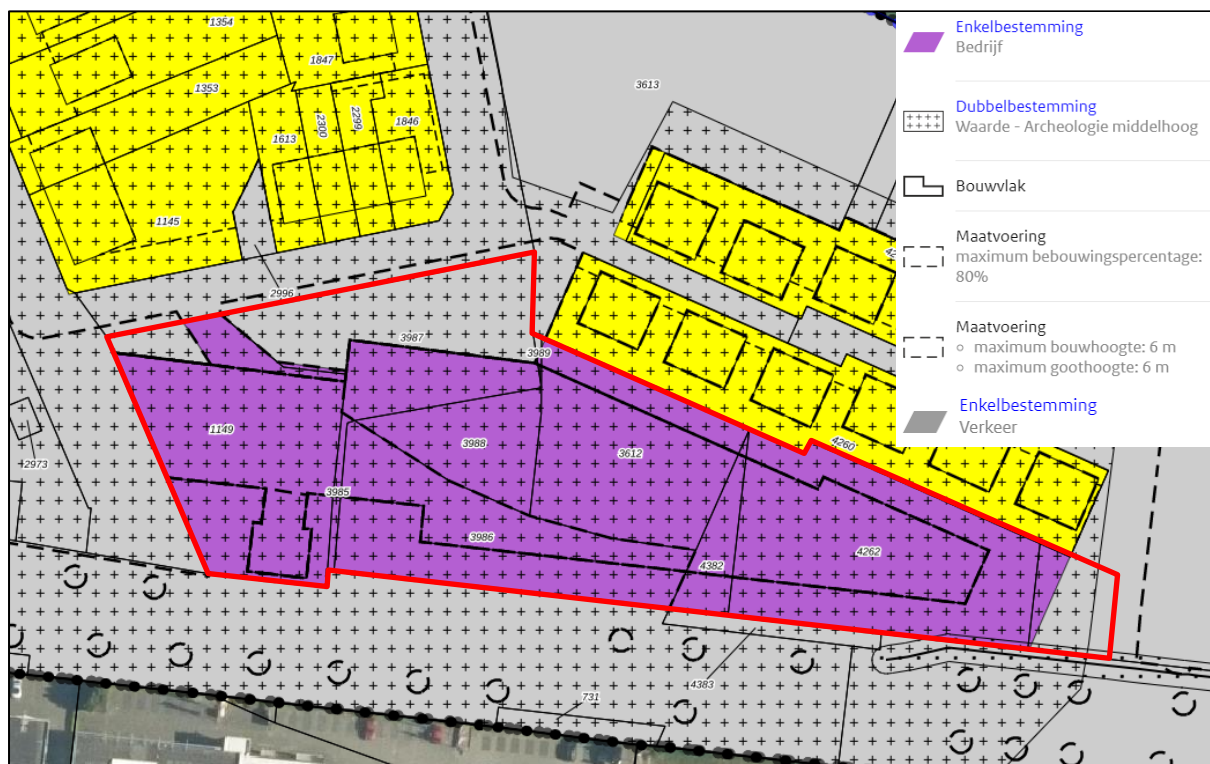 1354
1847
1353
2300
2299
1613
1846
1145
2996
3613
3987
3989
1149
3988
3612
4260
2973
3985
3986
4382
4262
4383
731
Enkelbestemming
Bedrijf
Dubbelbestemming
Waarde - Archeologie middelhoog
Bouwvlak
Maatvoering
maximum bebouwingspercentage:
80%
Maatvoering
maximum bouwhoogte: 6 m
maximum goothoogte: 6 m
Enkelbestemming
Verkeer